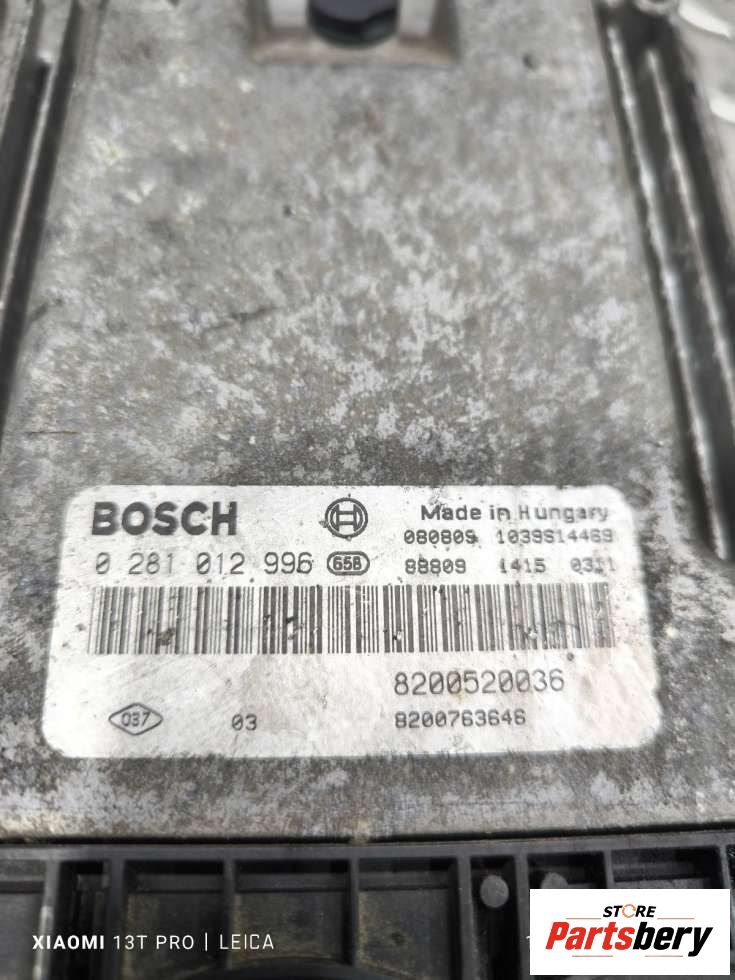 BOSCH
Made in Hungary
080809 1039S14469
0 281 012 996 656
88809 1415 0311
8200520036
037 03 8200763646
XIAOMI 13T PRO | LEICA
STORE
Partsbery